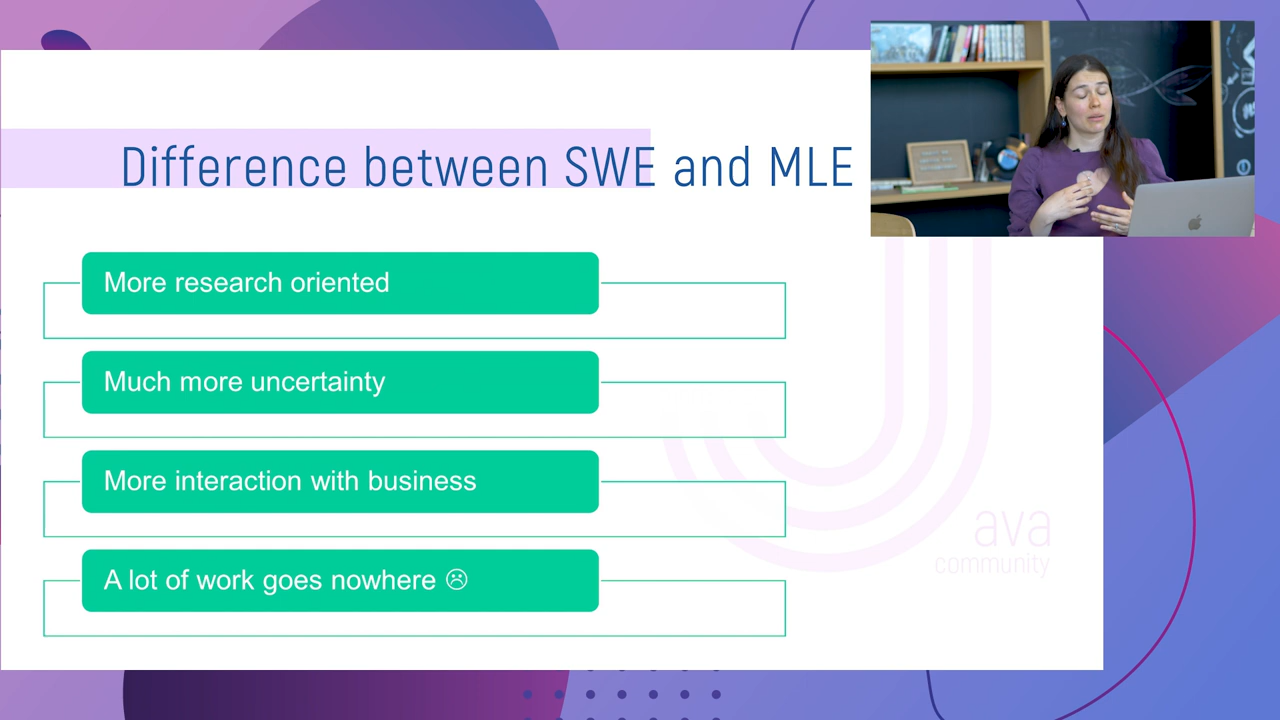 Difference between SWE and MLE
More research oriented
Much more uncertainty
More interaction with business
A lot of work goes nowhere ☹
ava
community